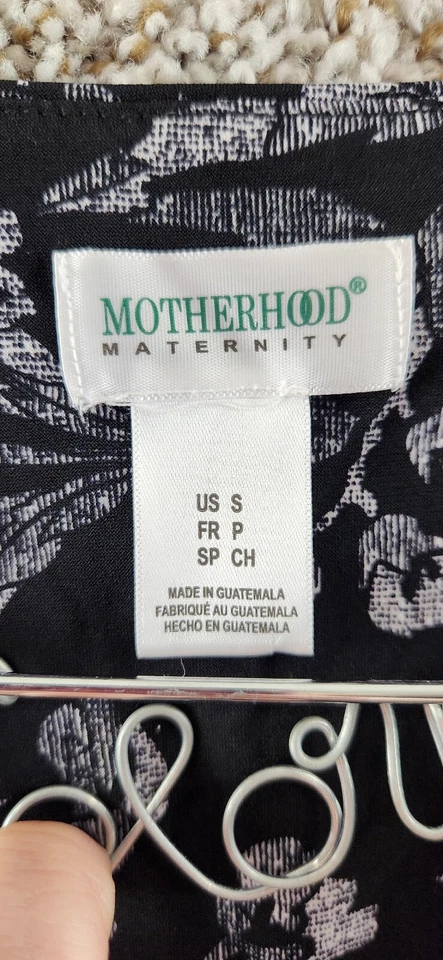 MOTHERHOOD®
MATERNITY
US S
FR P
SP CH
MADE IN GUATEMALA
FABRIQUÉ AU GUATEMALA
HECHO EN GUATEMALA